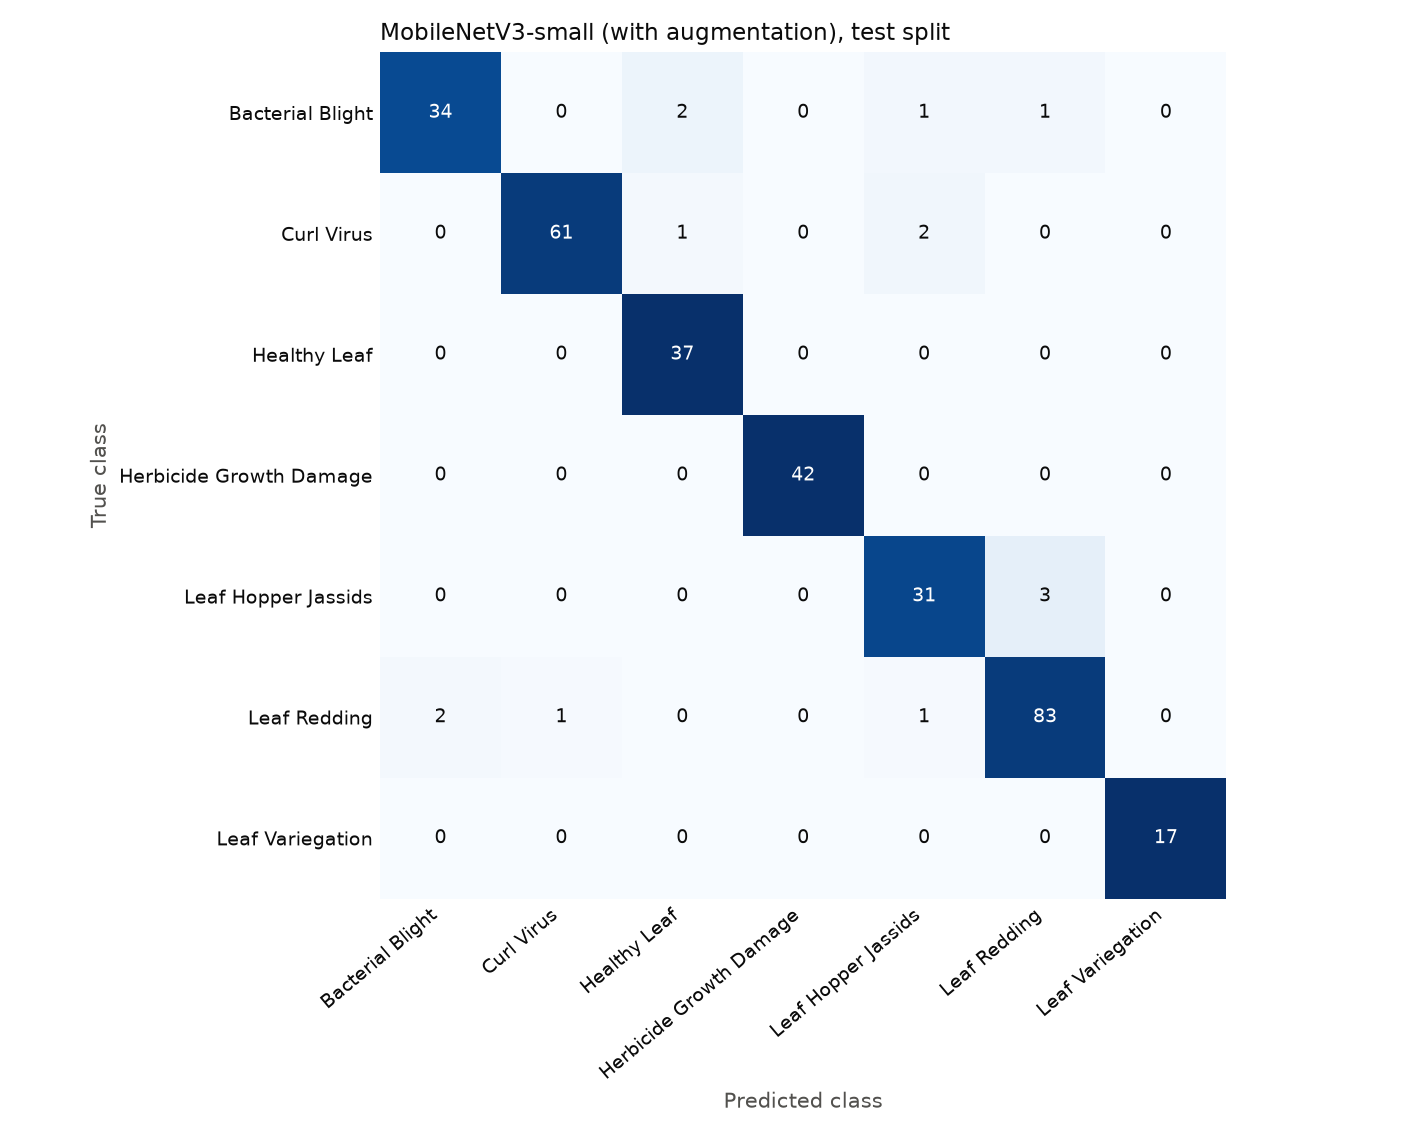 MobileNetV3-small (with augmentation), test split
Bacterial Blight 34 0 2 0 1 1 0
Curl Virus 0 61 1 0 2 0 0
Healthy Leaf 0 0 37 0 0 0 0
Herbicide Growth Damage 0 0 0 42 0 0 0
Leaf Hopper Jassids 0 0 0 0 31 3 0
Leaf Redding 2 1 0 0 1 83 0
Leaf Variegation 0 0 0 0 0 0 17
True class
Bacterial Blight
Curl Virus
Healthy Leaf
Herbicide Growth Damage
Leaf Hopper Jassids
Leaf Redding
Leaf Variegation
Predicted class